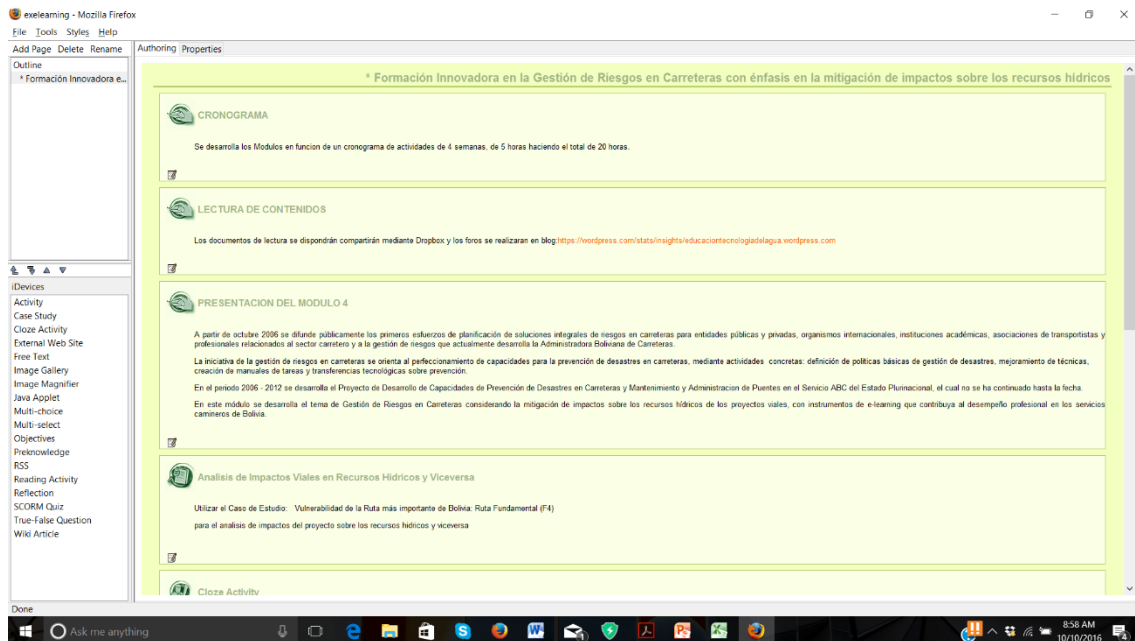 exelearning - Mozilla Firefox
File Tools Styles Help
Add Page Delete Rename
Authoring Properties
Outline
* Formación Innovadora e...
* Formación Innovadora en la Gestión de Riesgos en Carreteras con énfasis en la mitigación de impactos sobre los recursos hídricos
CRONOGRAMA
Se desarrolla los Modulos en funcion de un cronograma de actividades de 4 semanas, de 5 horas haciendo el total de 20 horas.
LECTURA DE CONTENIDOS
Los documentos de lectura se dispondrán compartirán mediante Dropbox y los foros se realizaran en blog:https://wordpress.com/stats/insights/educaciontecnologiadelagua.wordpress.com
PRESENTACION DEL MODULO 4
A partir de octubre 2006 se difunde públicamente los primeros esfuerzos de planificación de soluciones integrales de riesgos en carreteras para entidades públicas y privadas, organismos internacionales, instituciones académicas, asociaciones de transportistas y
profesionales relacionados al sector carretero y a la gestión de riesgos que actualmente desarrolla la Administradora Boliviana de Carreteras.
La iniciativa de la gestión de riesgos en carreteras se orienta al perfeccionamiento de capacidades para la prevención de desastres en carreteras, mediante actividades concretas: definición de políticas básicas de gestión de desastres, mejoramiento de técnicas,
creación de manuales de tareas y transferencias tecnológicas sobre prevención.
En el periodo 2006 - 2012 se desarrolla el Proyecto de Desarrollo de Capacidades de Prevención de Desastres en Carreteras y Mantenimiento y Administracion de Puentes en el Servicio ABC del Estado Plurinacional, el cual no se ha continuado hasta la fecha.
En este módulo se desarrolla el tema de Gestión de Riesgos en Carreteras considerando la mitigación de impactos sobre los recursos hídricos de los proyectos viales, con instrumentos de e-learning que contribuya al desempeño profesional en los servicios
camineros de Bolivia.
Analisis de Impactos Viales en Recursos Hídricos y Viceversa
Utilizar el Caso de Estudio: Vulnerabilidad de la Ruta más importante de Bolivia: Ruta Fundamental (F4)
para el analisis de impactos del proyecto sobre los recursos hidricos y viceversa
Cloze Activity
iDevices
Activity
Case Study
Cloze Activity
External Web Site
Free Text
Image Gallery
Image Magnifier
Java Applet
Multi-choice
Multi-select
Objectives
Preknowledge
RSS
Reading Activity
Reflection
SCORM Quiz
True-False Question
Wiki Article
Done
Ask me anything
8:58 AM
10/10/2016